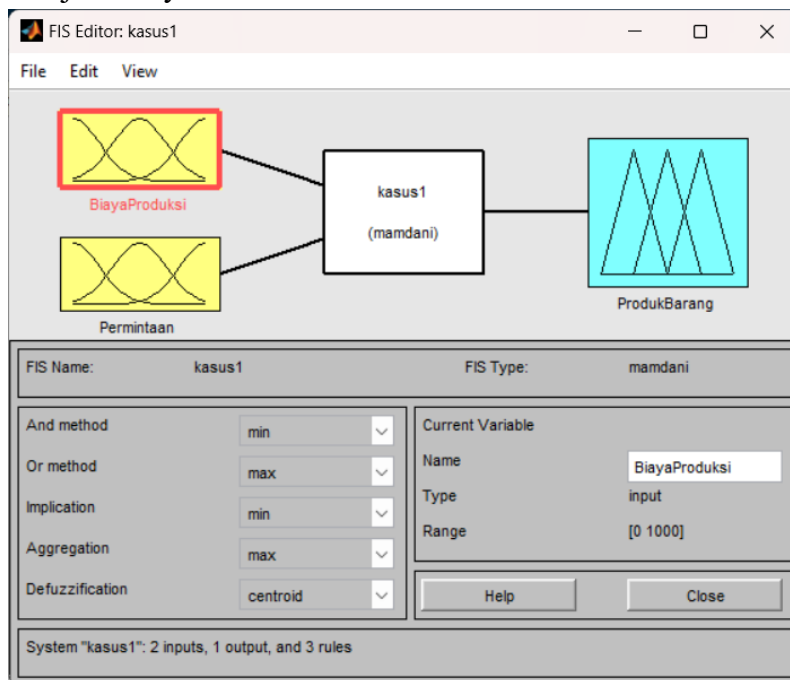 FIS Editor: kasus1
File Edit View
BiayaProduksi
kasus1
(mamdani)
Permintaan
ProdukBarang
FIS Name: kasus1 FIS Type: mamdani
And method min
Or method max
Implication min
Aggregation max
Defuzzification centroid
Current Variable
Name BiayaProduksi
Type input
Range [0 1000]
Help Close
System "kasus1": 2 inputs, 1 output, and 3 rules